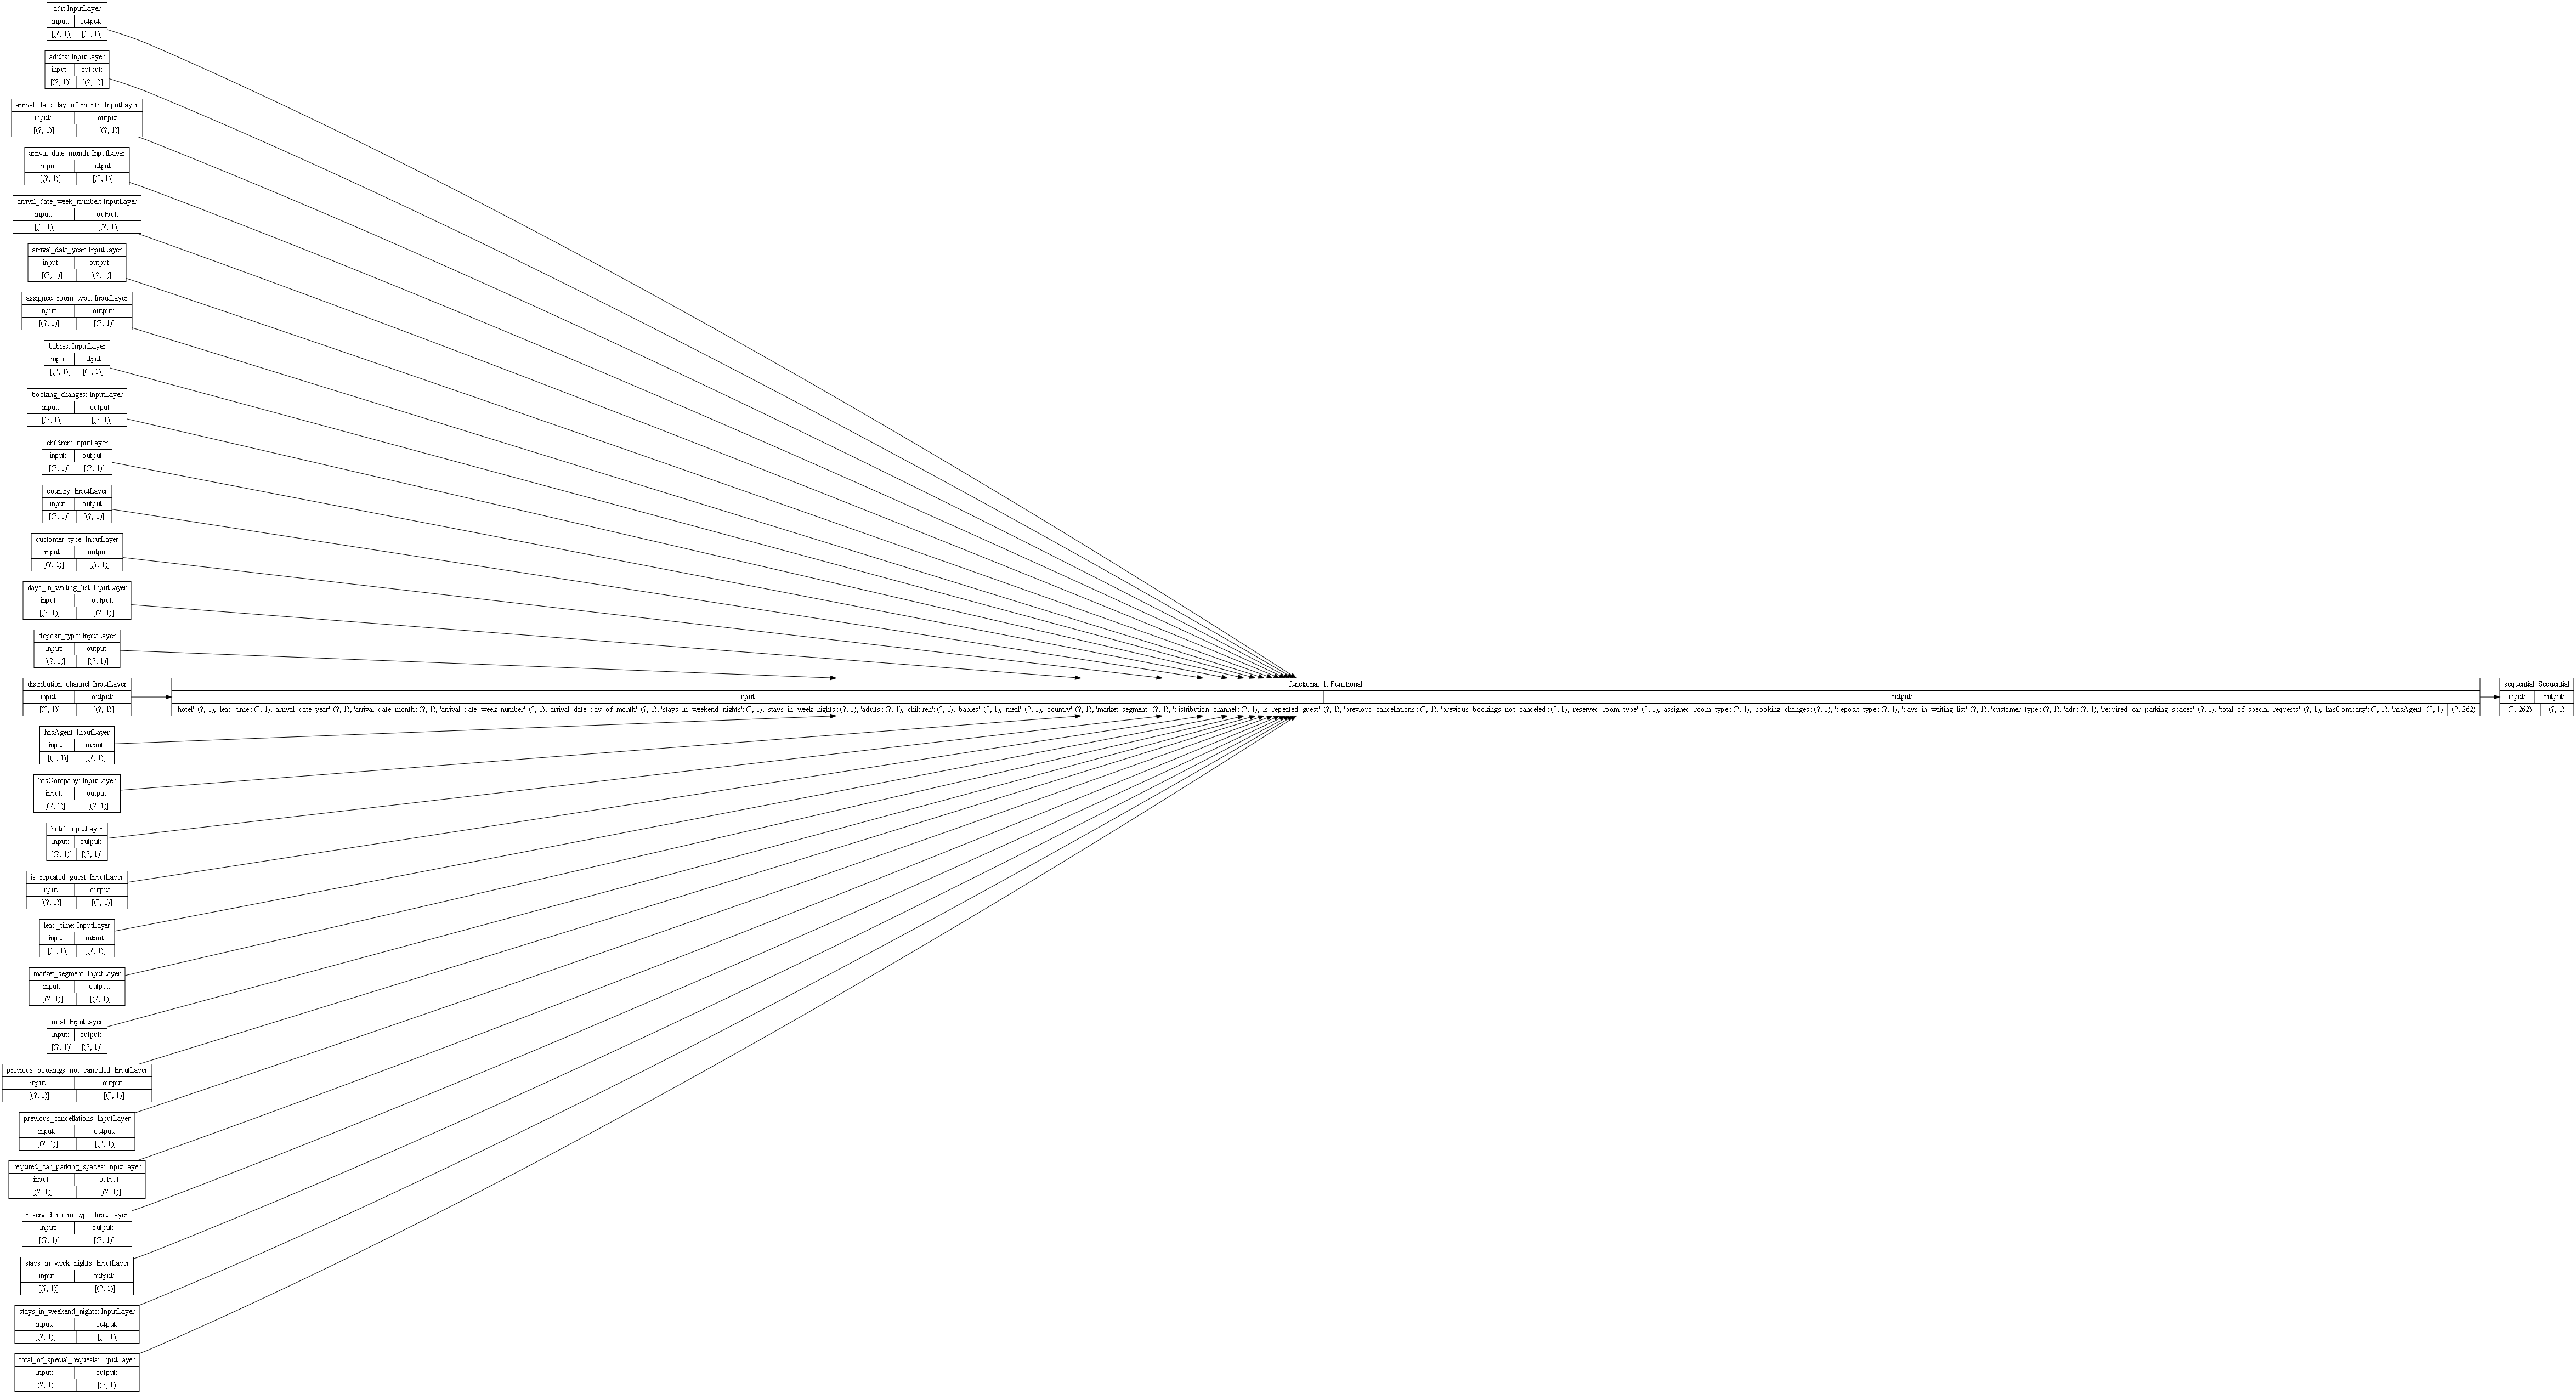 adr: InputLayer
input: output:
[(?, 1)] [(?, 1)]
adults: InputLayer
input: output:
[(?, 1)] [(?, 1)]
arrival_date_day_of_month: InputLayer
input: output:
[(?, 1)] [(?, 1)]
arrival_date_month: InputLayer
input: output:
[(?, 1)] [(?, 1)]
arrival_date_week_number: InputLayer
input: output:
[(?, 1)] [(?, 1)]
arrival_date_year: InputLayer
input: output:
[(?, 1)] [(?, 1)]
assigned_room_type: InputLayer
input: output:
[(?, 1)] [(?, 1)]
babies: InputLayer
input: output:
[(?, 1)] [(?, 1)]
booking_changes: InputLayer
input: output:
[(?, 1)] [(?, 1)]
children: InputLayer
input: output:
[(?, 1)] [(?, 1)]
country: InputLayer
input: output:
[(?, 1)] [(?, 1)]
customer_type: InputLayer
input: output:
[(?, 1)] [(?, 1)]
days_in_waiting_list: InputLayer
input: output:
[(?, 1)] [(?, 1)]
deposit_type: InputLayer
input: output:
[(?, 1)] [(?, 1)]
distribution_channel: InputLayer
input: output:
[(?, 1)] [(?, 1)]
hasAgent: InputLayer
input: output:
[(?, 1)] [(?, 1)]
hasCompany: InputLayer
input: output:
[(?, 1)] [(?, 1)]
hotel: InputLayer
input: output:
[(?, 1)] [(?, 1)]
is_repeated_guest: InputLayer
input: output:
[(?, 1)] [(?, 1)]
lead_time: InputLayer
input: output:
[(?, 1)] [(?, 1)]
market_segment: InputLayer
input: output:
[(?, 1)] [(?, 1)]
meal: InputLayer
input: output:
[(?, 1)] [(?, 1)]
previous_bookings_not_canceled: InputLayer
input: output:
[(?, 1)] [(?, 1)]
previous_cancellations: InputLayer
input: output:
[(?, 1)] [(?, 1)]
required_car_parking_spaces: InputLayer
input: output:
[(?, 1)] [(?, 1)]
reserved_room_type: InputLayer
input: output:
[(?, 1)] [(?, 1)]
stays_in_week_nights: InputLayer
input: output:
[(?, 1)] [(?, 1)]
stays_in_weekend_nights: InputLayer
input: output:
[(?, 1)] [(?, 1)]
total_of_special_requests: InputLayer
input: output:
[(?, 1)] [(?, 1)]
functional_1: Functional
input: output:
'hotel': (?, 1), 'lead_time': (?, 1), 'arrival_date_year': (?, 1), 'arrival_date_month': (?, 1), 'arrival_date_week_number': (?, 1), 'arrival_date_day_of_month': (?, 1), 'stays_in_weekend_nights': (?, 1), 'stays_in_week_nights': (?, 1), 'adults': (?, 1), 'children': (?, 1), 'babies': (?, 1), 'meal': (?, 1), 'country': (?, 1), 'market_segment': (?, 1), 'distribution_channel': (?, 1), 'is_repeated_guest': (?, 1), 'previous_cancellations': (?, 1), 'previous_bookings_not_canceled': (?, 1), 'reserved_room_type': (?, 1), 'assigned_room_type': (?, 1), 'booking_changes': (?, 1), 'deposit_type': (?, 1), 'days_in_waiting_list': (?, 1), 'customer_type': (?, 1), 'adr': (?, 1), 'required_car_parking_spaces': (?, 1), 'total_of_special_requests': (?, 1), 'hasCompany': (?, 1), 'hasAgent': (?, 1) (?, 262)
sequential: Sequential
input: output:
(?, 262) (?, 1)